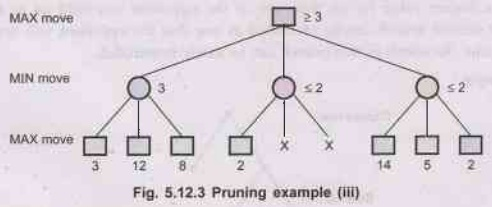 MAX move ≥ 3
MIN move 3 ≤ 2 ≤ 2
MAX move X X
3 12 8 2 14 5 2
Fig. 5.12.3 Pruning example (iii)